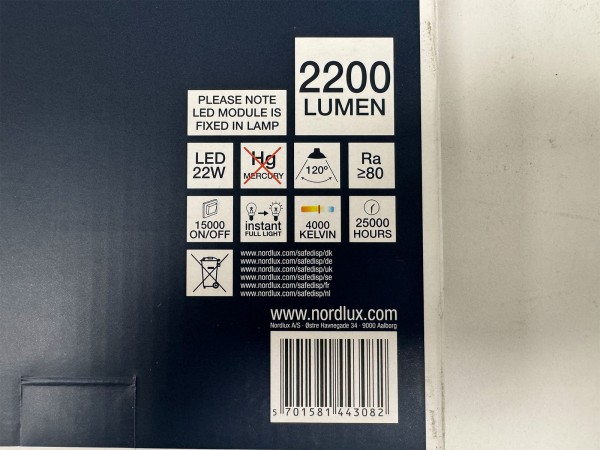 2200
LUMEN
PLEASE NOTE
LED MODULE IS
FIXED IN LAMP
LED
22W
Hg
MERCURY
120°
Ra
≥80
15000
ON/OFF
instant
FULL LIGHT
4000
KELVIN
25000
HOURS
www.nordlux.com/safedisp/dk
www.nordlux.com/safedisp/de
www.nordlux.com/safedisp/uk
www.nordlux.com/safedisp/se
www.nordlux.com/safedisp/fr
www.nordlux.com/safedisp/nl
www.nordlux.com
Nordlux A/S · Østre Havnegade 34 · 9000 Aalborg
5 701581 443082